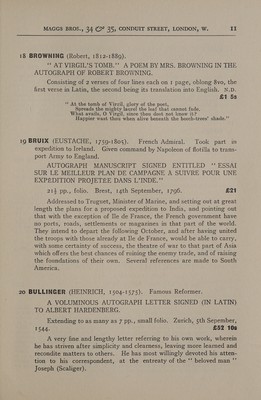 MAGGS BROS., 34 & 35, CONDUIT STREET, LONDON, W. 11
18 BROWNING (Robert, 1812-1889).
" AT VIRGIL'S TOMB." A POEM BY MRS. BROWNING IN THE
AUTOGRAPH OF ROBERT BROWNING.
Consisting of 2 verses of four lines each on 1 page, oblong 8vo, the
first verse in Latin, the second being its translation into English. N.D.
£1 5s
" At the tomb of Virgil, glory of the poet,
Spreads the mighty laurel the leaf that cannot fade.
What avails, O Virgil, since thou dost not know it?
Happier wast thou when alive beneath the beech-trees' shade."
19 BRUIX (EUSTACHE, 1759-1805). French Admiral. Took part in
expedition to Ireland. Given command by Napoleon of flotilla to trans-
port Army to England.
AUTOGRAPH MANUSCRIPT SIGNED ENTITLED " ESSAI
SUR LE MEILLEUR PLAN DE CAMPAGNE A SUIVRE POUR UNE
EXPEDITION PROJETEE DANS L'INDE."
21½ pp., folio. Brest, 14th September, 1796. £21
Addressed to Truguet, Minister of Marine, and setting out at great
length the plans for a proposed expedition to India, and pointing out
that with the exception of Ile de France, the French Government have
no ports, roads, settlements or magazines in that part of the world.
They intend to depart the following October, and after having united
the troops with those already at Ile de France, would be able to carry,
with some certainty of success, the theatre of war to that part of Asia
which offers the best chances of ruining the enemy trade, and of raising
the foundations of their own. Several references are made to South
America.
20 BULLINGER (HEINRICH, 1504-1575). Famous Reformer.
A VOLUMINOUS AUTOGRAPH LETTER SIGNED (IN LATIN)
TO ALBERT HARDENBERG.
Extending to as many as 7 pp., small folio. Zurich, 5th September,
1544. £52 10s
A very fine and lengthy letter referring to his own work, wherein
he has striven after simplicity and clearness, leaving more learned and
recondite matters to others. He has most willingly devoted his atten-
tion to his correspondent, at the entreaty of the " beloved man "
Joseph (Scaliger).